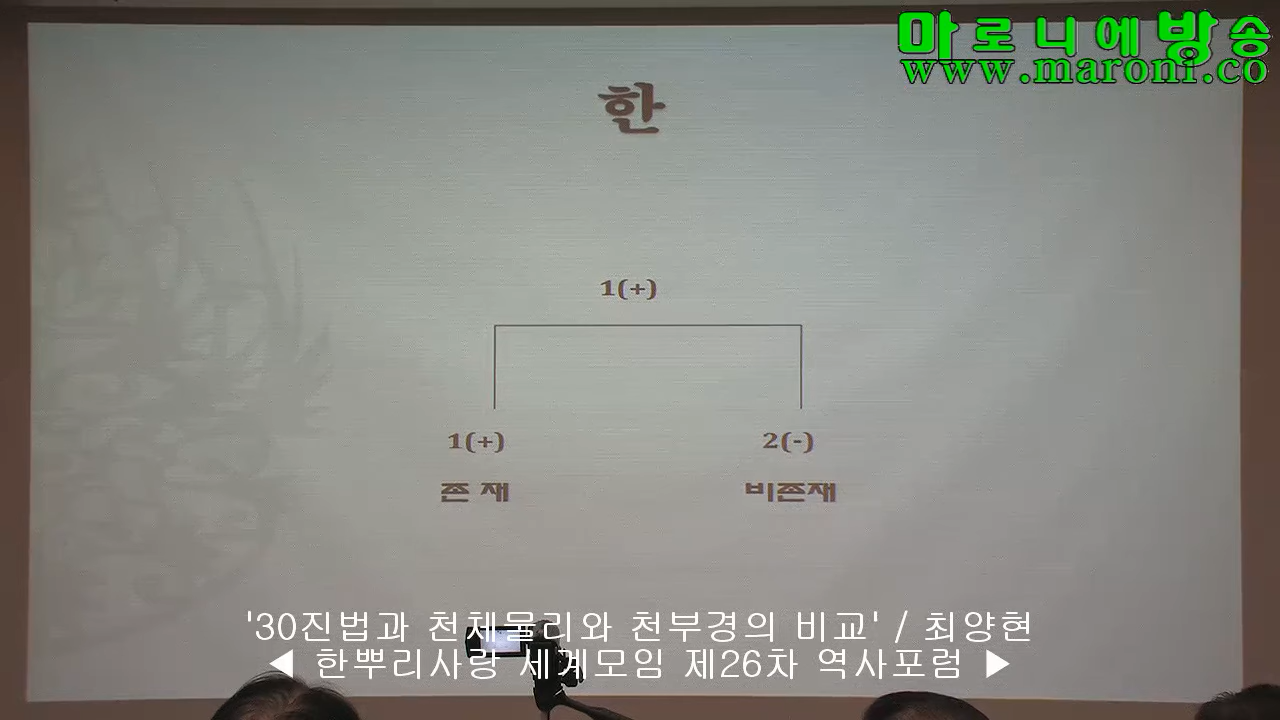 마로니에방송
www.maroni.co
한
1(+)
1(+) 2(-)
존 재 비존재
'30진법과 천체물리와 천부경의 비교' / 최양현
◀ 한뿌리사랑 세계모임 제26차 역사포럼 ▶